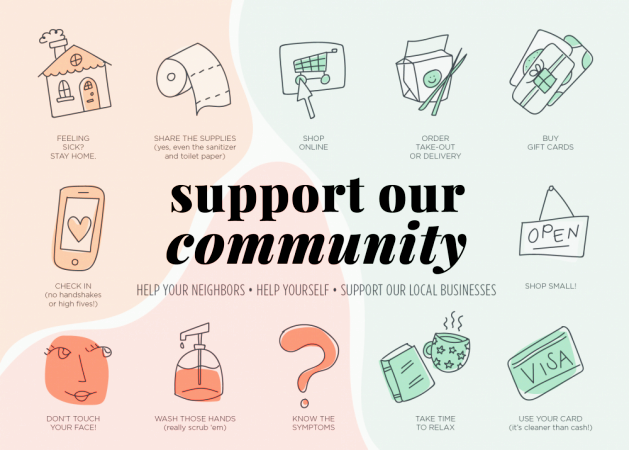 FEELING
SICK?
STAY HOME.
SHARE THE SUPPLIES
(yes, even the sanitizer
and toilet paper)
SHOP
ONLINE
ORDER
TAKE-OUT
OR DELIVERY
BUY
GIFT CARDS
support our
community
HELP YOUR NEIGHBORS • HELP YOURSELF • SUPPORT OUR LOCAL BUSINESSES
CHECK IN
(no handshakes
or high fives!)
OPEN
SHOP SMALL!
DON'T TOUCH
YOUR FACE!
WASH THOSE HANDS
(really scrub 'em)
KNOW THE
SYMPTOMS
TAKE TIME
TO RELAX
VISA
USE YOUR CARD
(it's cleaner than cash!)